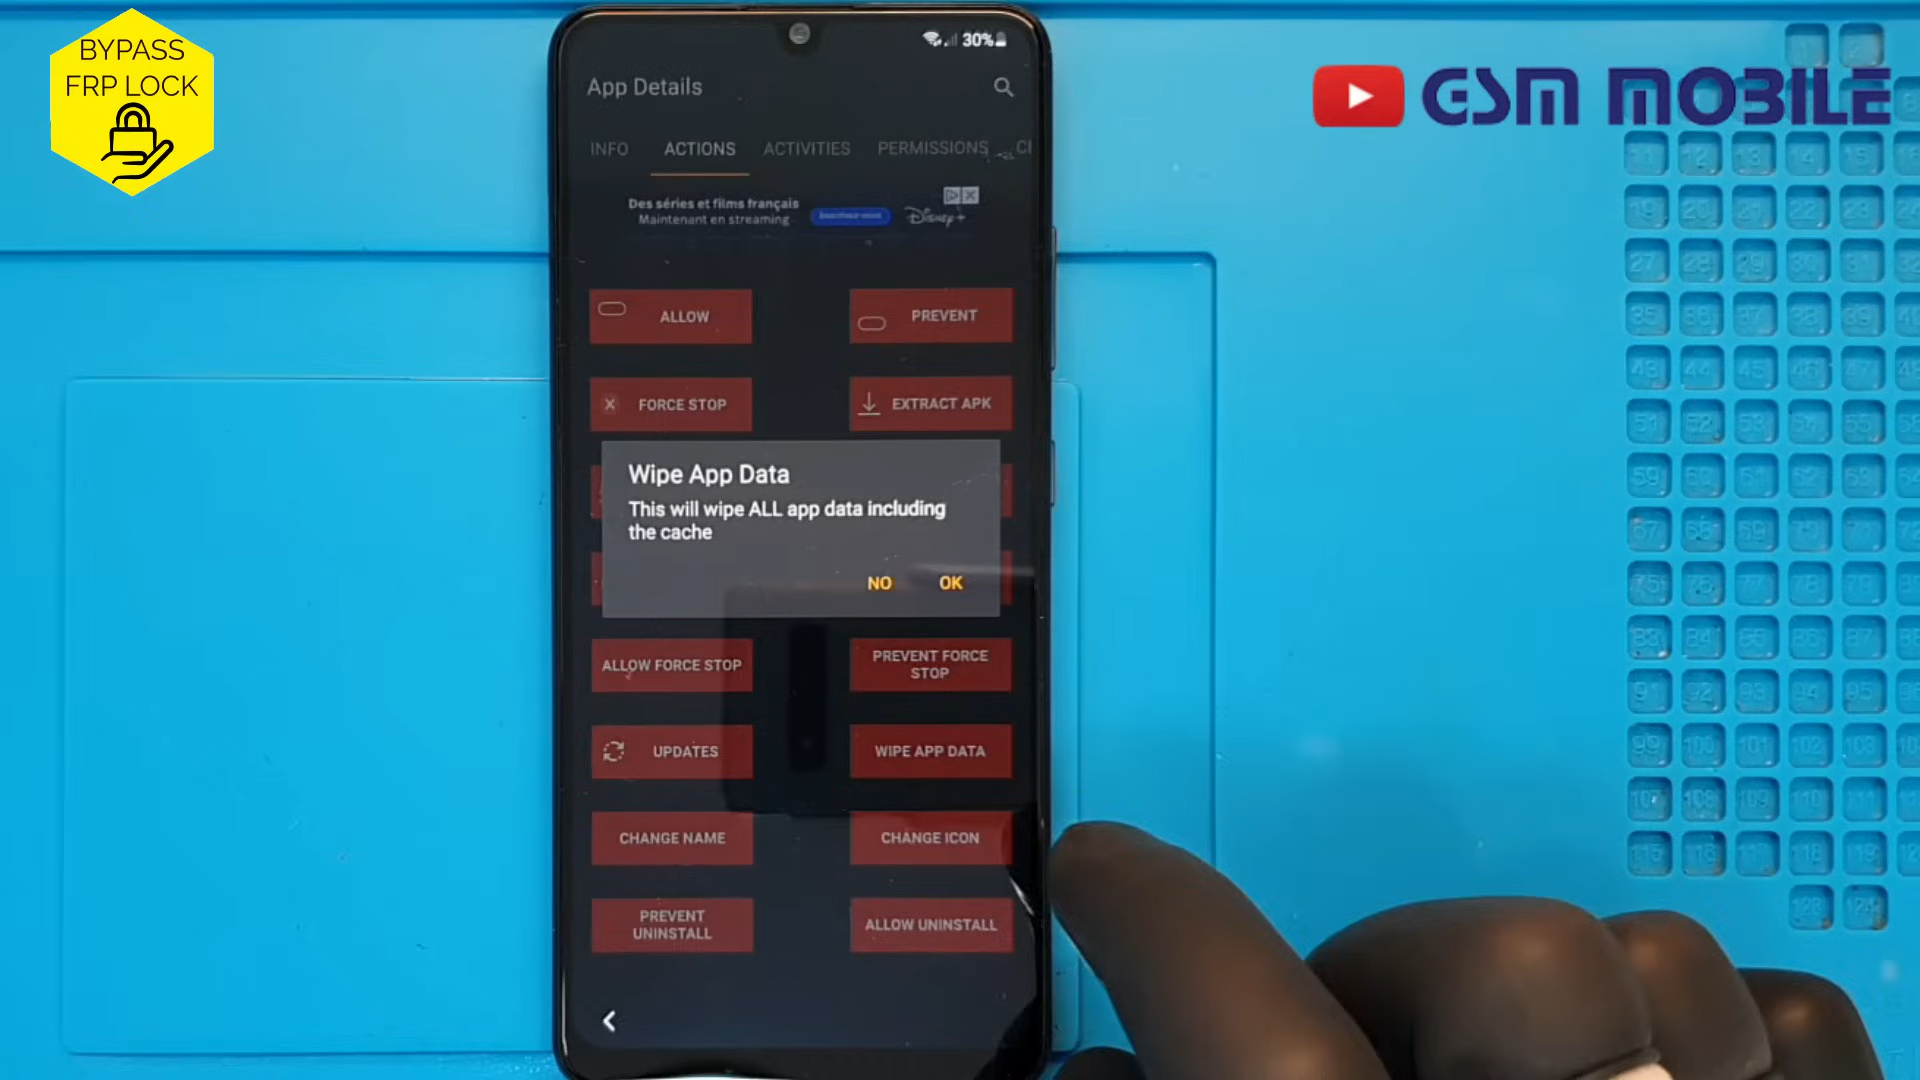 BYPASS
FRP LOCK
GSM MOBILE
30%
App Details
INFO ACTIONS ACTIVITIES PERMISSIONS
Des séries et films français
Maintenant en streaming
Disney+
ALLOW PREVENT
FORCE STOP EXTRACT APK
Wipe App Data
This will wipe ALL app data including
the cache
NO OK
ALLOW FORCE STOP PREVENT FORCE
STOP
UPDATES WIPE APP DATA
CHANGE NAME CHANGE ICON
PREVENT
UNINSTALL ALLOW UNINSTALL